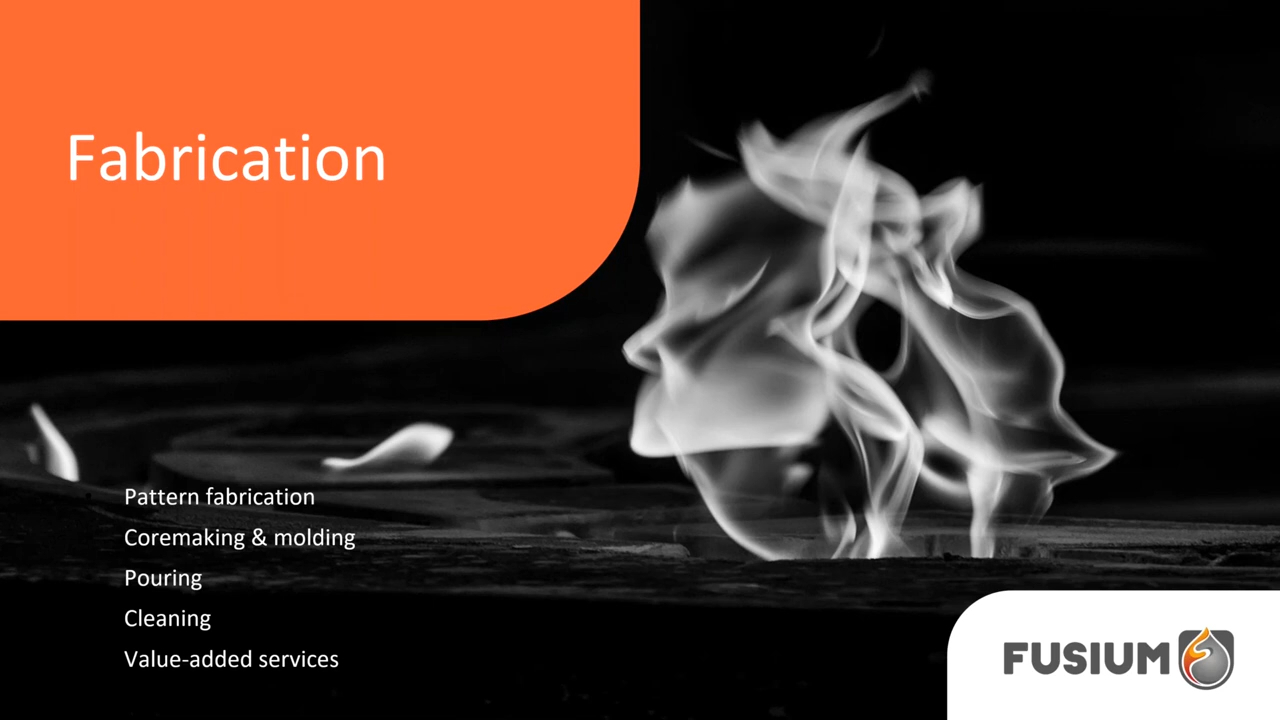 Fabrication
Pattern fabrication
Coremaking & molding
Pouring
Cleaning
Value-added services
FUSIUM